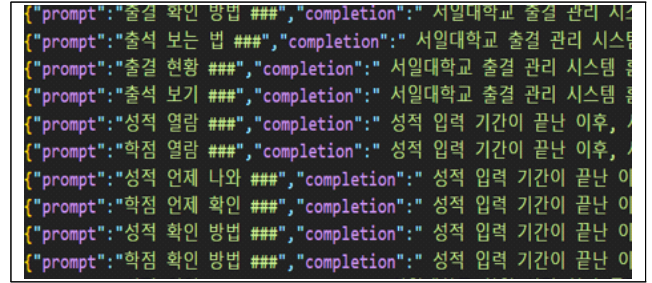 {"prompt":"출결 확인 방법 ###","completion":" 서일대학교 출결 관리 시스
{"prompt":"출석 보는 법 ###","completion":" 서일대학교 출결 관리 시스템
{"prompt":"출결 현황 ###","completion":" 서일대학교 출결 관리 시스템
{"prompt":"출석 보기 ###","completion":" 서일대학교 출결 관리 시스템
{"prompt":"성적 열람 ###","completion":" 성적 입력 기간이 끝난 이후,
{"prompt":"학점 열람 ###","completion":" 성적 입력 기간이 끝난 이후,
{"prompt":"성적 언제 나와 ###","completion":" 성적 입력 기간이 끝난 이
{"prompt":"학점 언제 확인 ###","completion":" 성적 입력 기간이 끝난 이
{"prompt":"성적 확인 방법 ###","completion":" 성적 입력 기간이 끝난 이
{"prompt":"학점 확인 방법 ###","completion":" 성적 입력 기간이 끝난 이